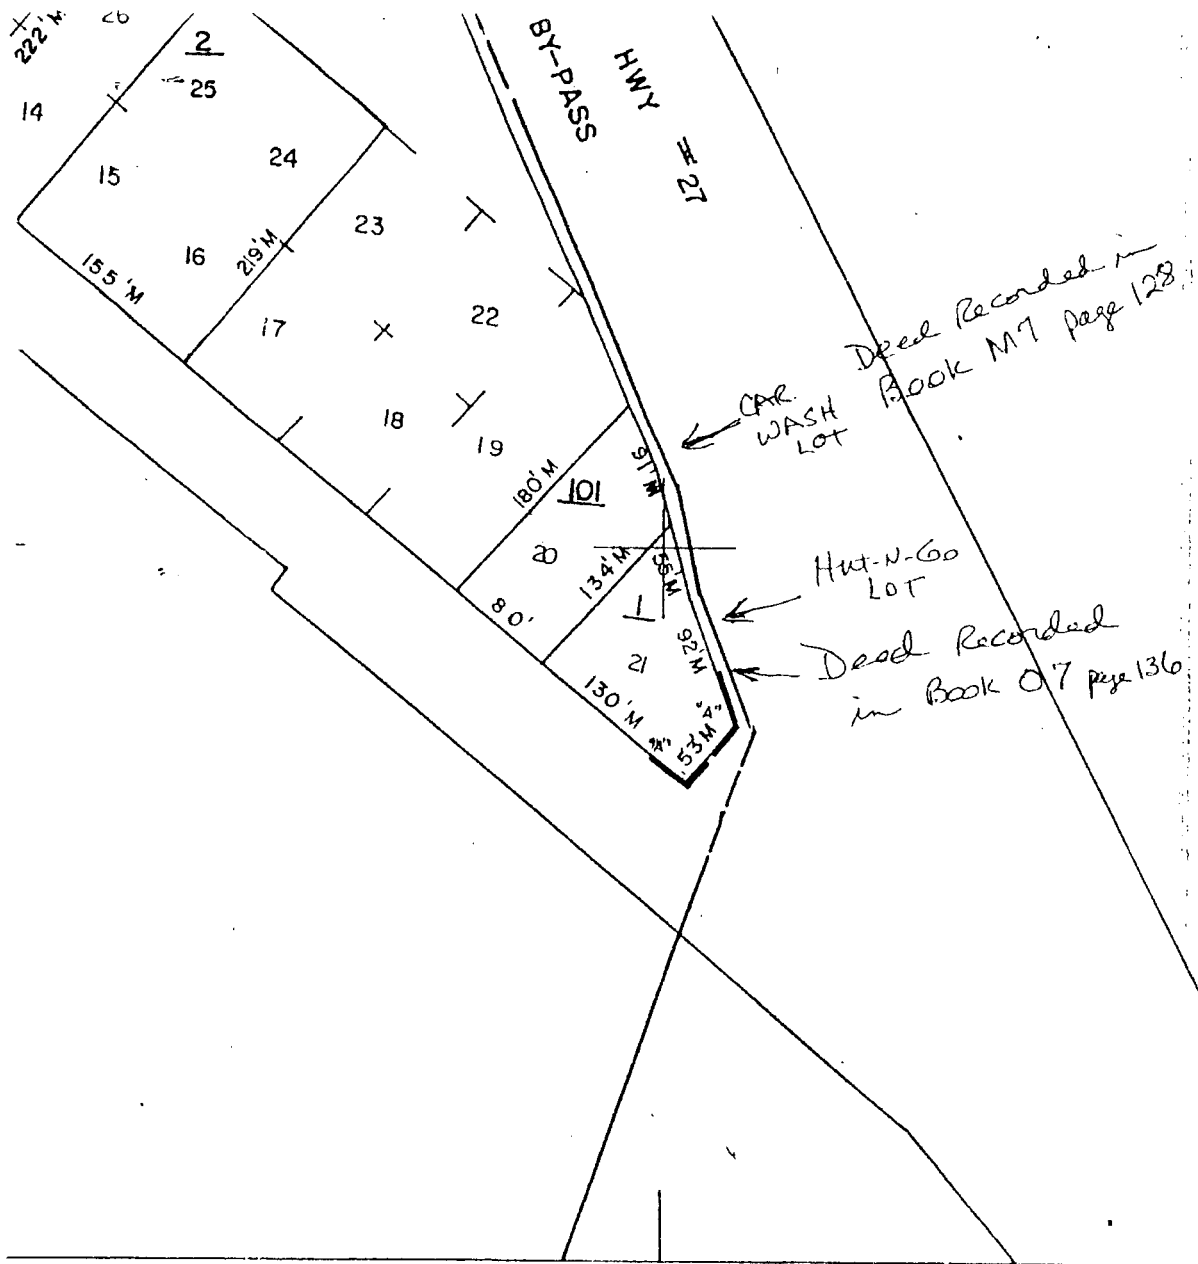 26
222'M
2
25
14
BY-PASS
HWY #27
24
15
23
16
219'M
155'M
17
22
Deed Recorded in
Book M7 page 128
CAR
WASH
LOT
18
19
91'M
180'M
101
20
134'M
55'M
Hut-N-Go
LOT
80'
1
92'M
21
Deed Recorded
in Book O7 page 136
130'M
"A"
53'M
"A"